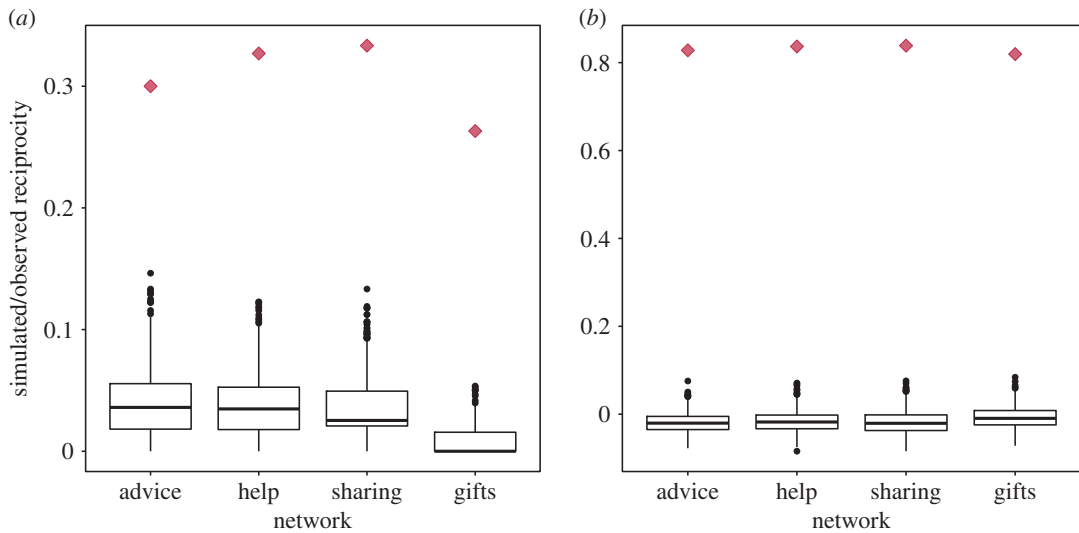 (a)
simulated/observed reciprocity
0.3
0.2
0.1
0
advice help sharing gifts
network
(b)
0.8
0.6
0.4
0.2
0
advice help sharing gifts
network